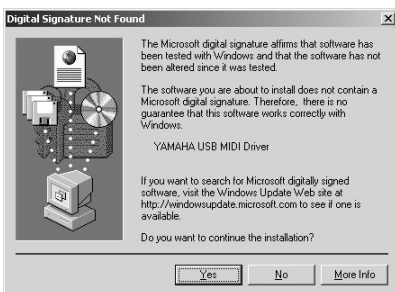 Digital Signature Not Found
The Microsoft digital signature affirms that software has
been tested with Windows and that the software has not
been altered since it was tested.
The software you are about to install does not contain a
Microsoft digital signature. Therefore, there is no
guarantee that this software works correctly with
Windows.
YAMAHA USB MIDI Driver
If you want to search for Microsoft digitally signed
software, visit the Windows Update Web site at
http://windowsupdate.microsoft.com to see if one is
available.
Do you want to continue the installation?
Yes No More Info